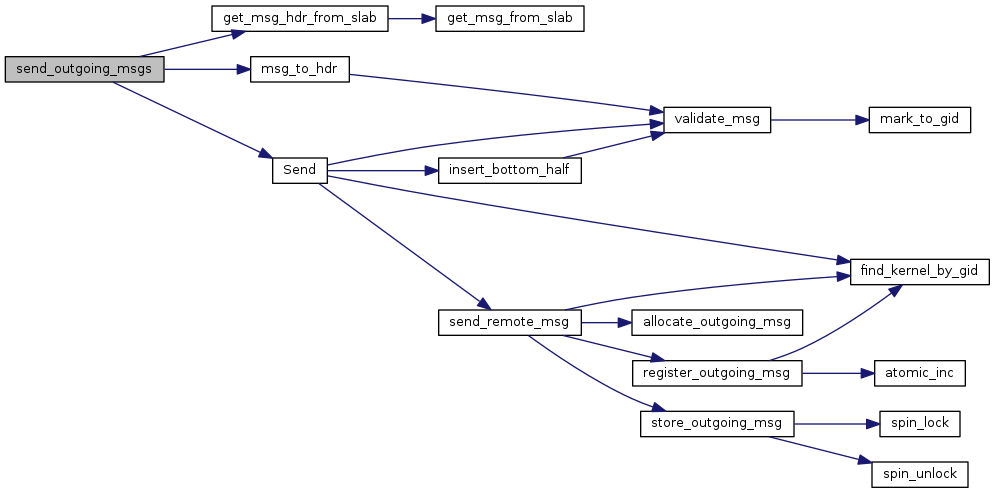 get_msg_hdr_from_slab
get_msg_from_slab
send_outgoing_msgs
msg_to_hdr
validate_msg
mark_to_gid
Send
insert_bottom_half
find_kernel_by_gid
send_remote_msg
allocate_outgoing_msg
register_outgoing_msg
atomic_inc
store_outgoing_msg
spin_lock
spin_unlock